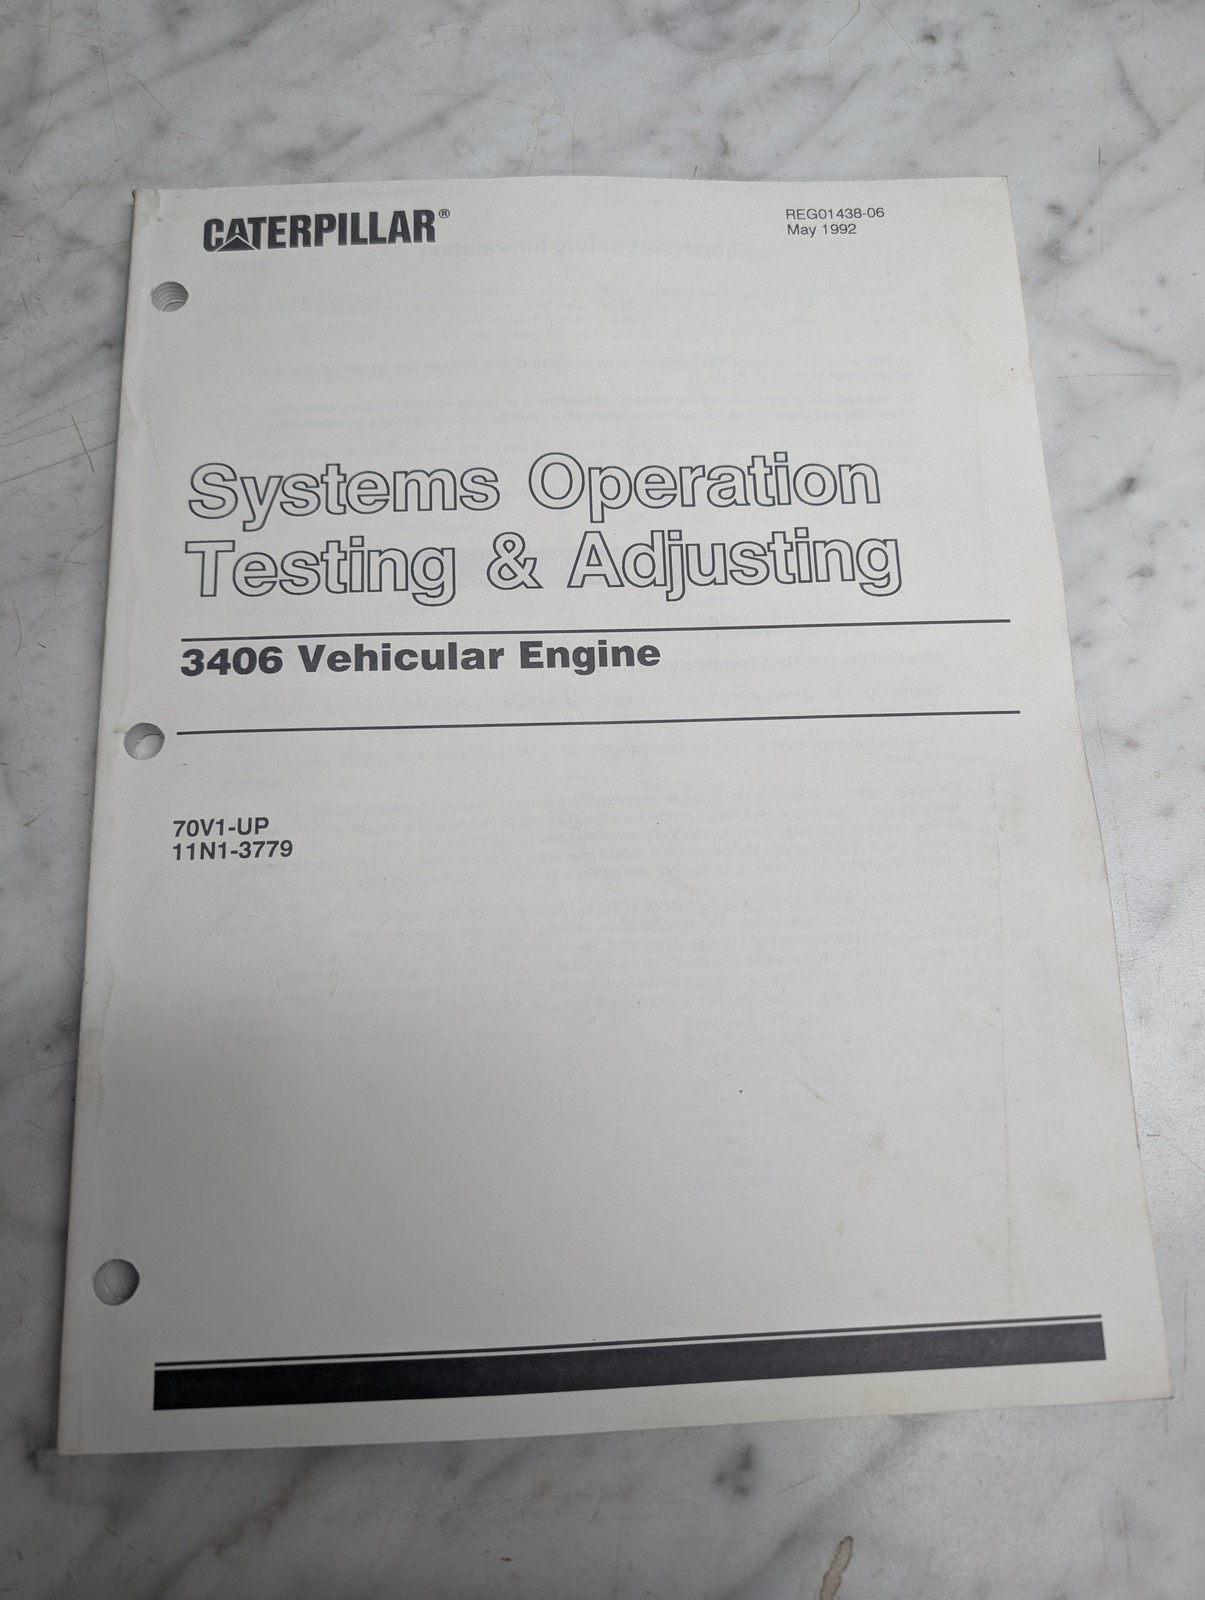 CATERPILLAR®
REG01438-06
May 1992
Systems Operation
Testing & Adjusting
3406 Vehicular Engine
70V1-UP
11N1-3779